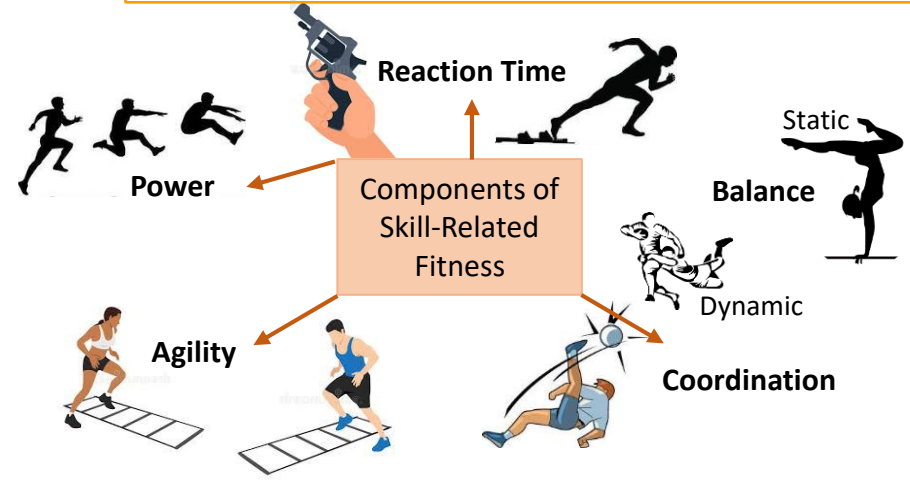 Reaction Time
Static
Power
Components of
Skill-Related
Fitness
Balance
Dynamic
Agility
Coordination